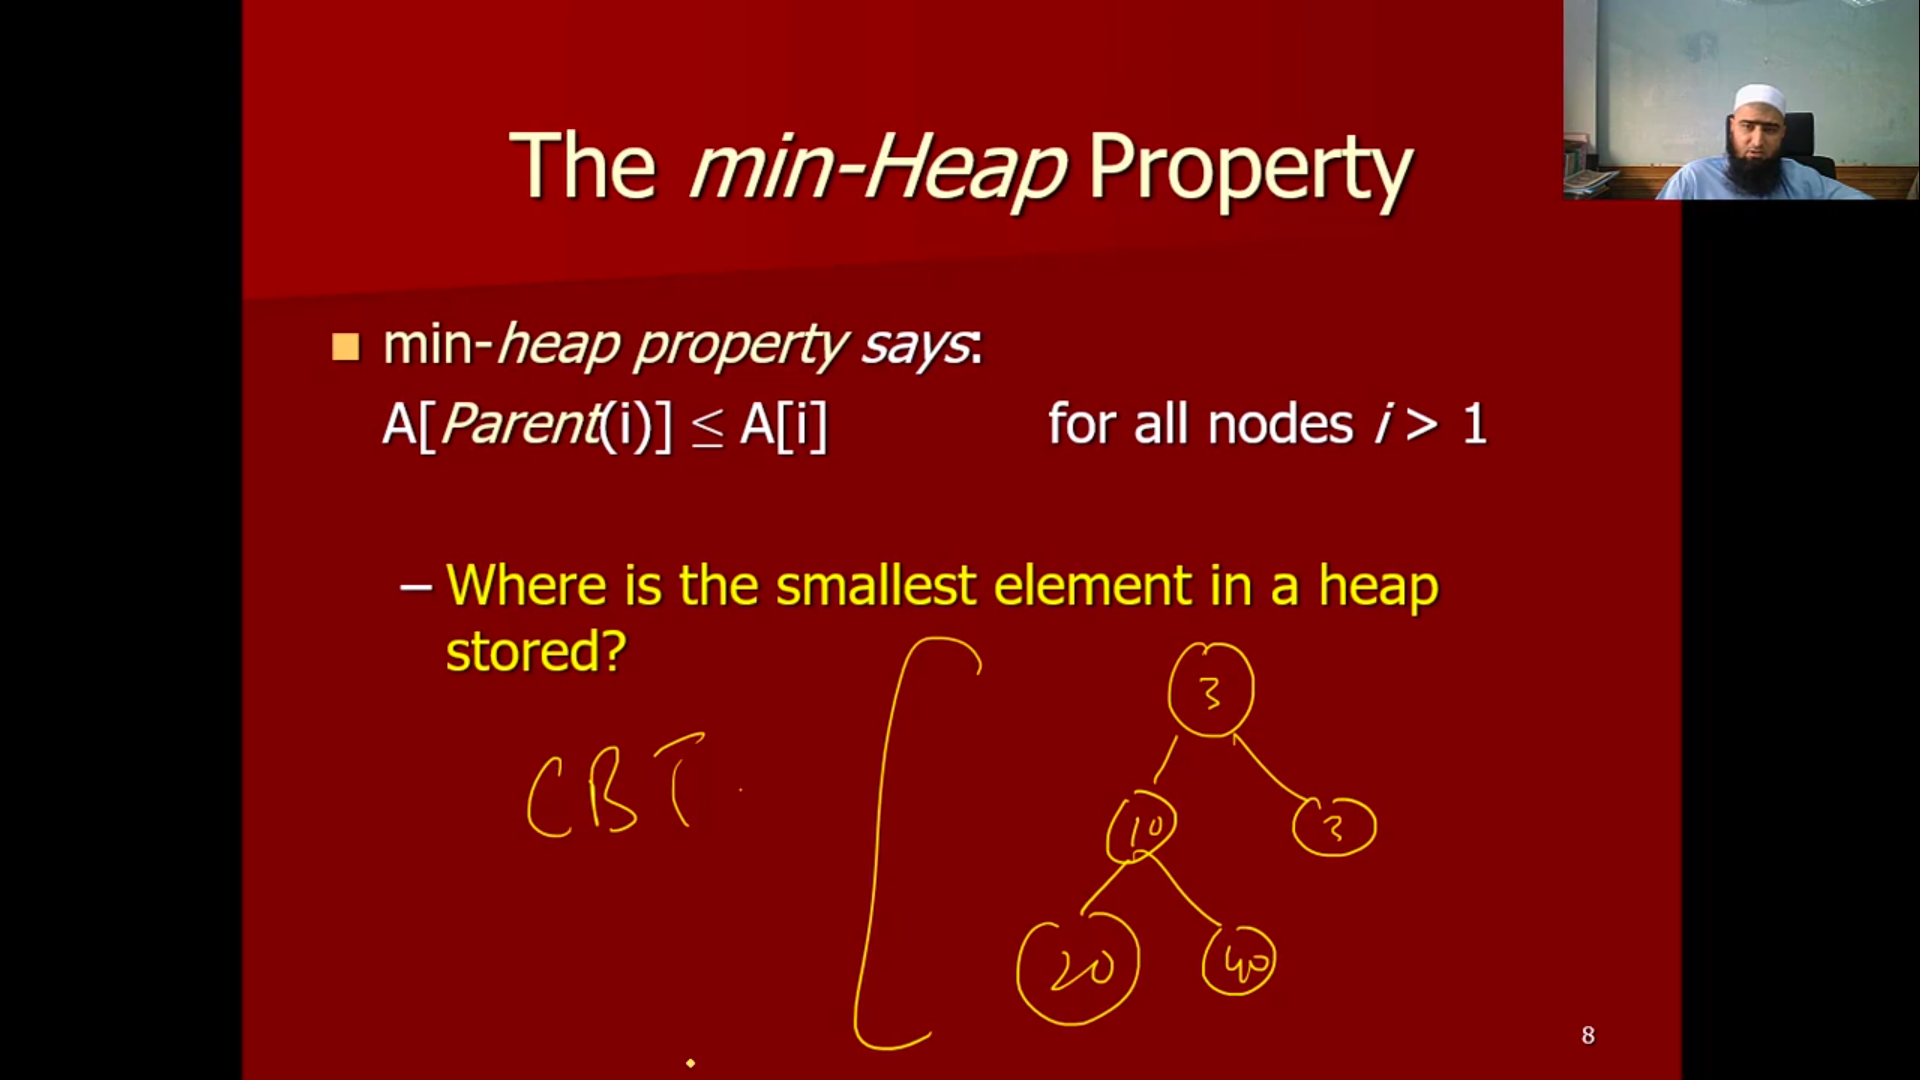 The min-Heap Property
min-heap property says:
A[Parent(i)] ≤ A[i] for all nodes i > 1
– Where is the smallest element in a heap
stored?
CBT
3
10 3
20 40
8